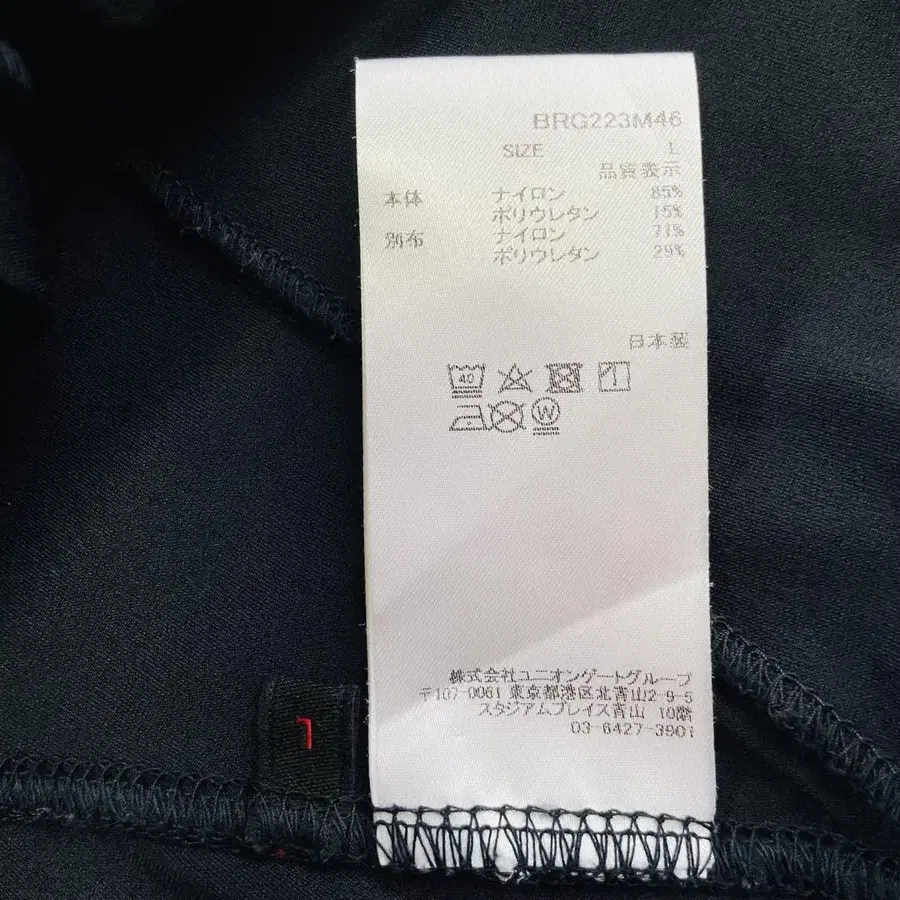 BRG223M46
SIZE L
品質表示
本体 ナイロン 85%
ポリウレタン 15%
別布 ナイロン 71%
ポリウレタン 29%
日本製
40
W
株式会社ユニオンゲートグループ
〒107-0061 東京都港区北青山2-9-5
スタジアムプレイス青山 10階
03-6427-3901
L